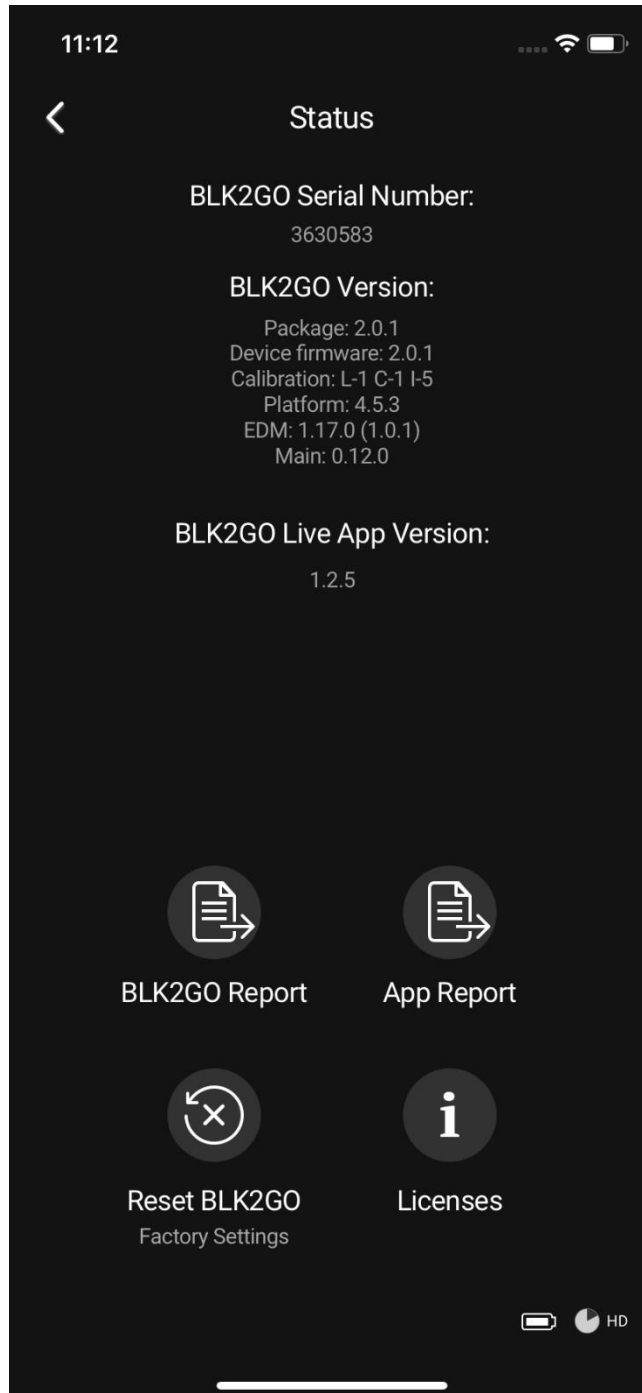 11:12
Status
BLK2GO Serial Number:
3630583
BLK2GO Version:
Package: 2.0.1
Device firmware: 2.0.1
Calibration: L-1 C-1 I-5
Platform: 4.5.3
EDM: 1.17.0 (1.0.1)
Main: 0.12.0
BLK2GO Live App Version:
1.2.5
BLK2GO Report
App Report
Reset BLK2GO
Factory Settings
Licenses
HD